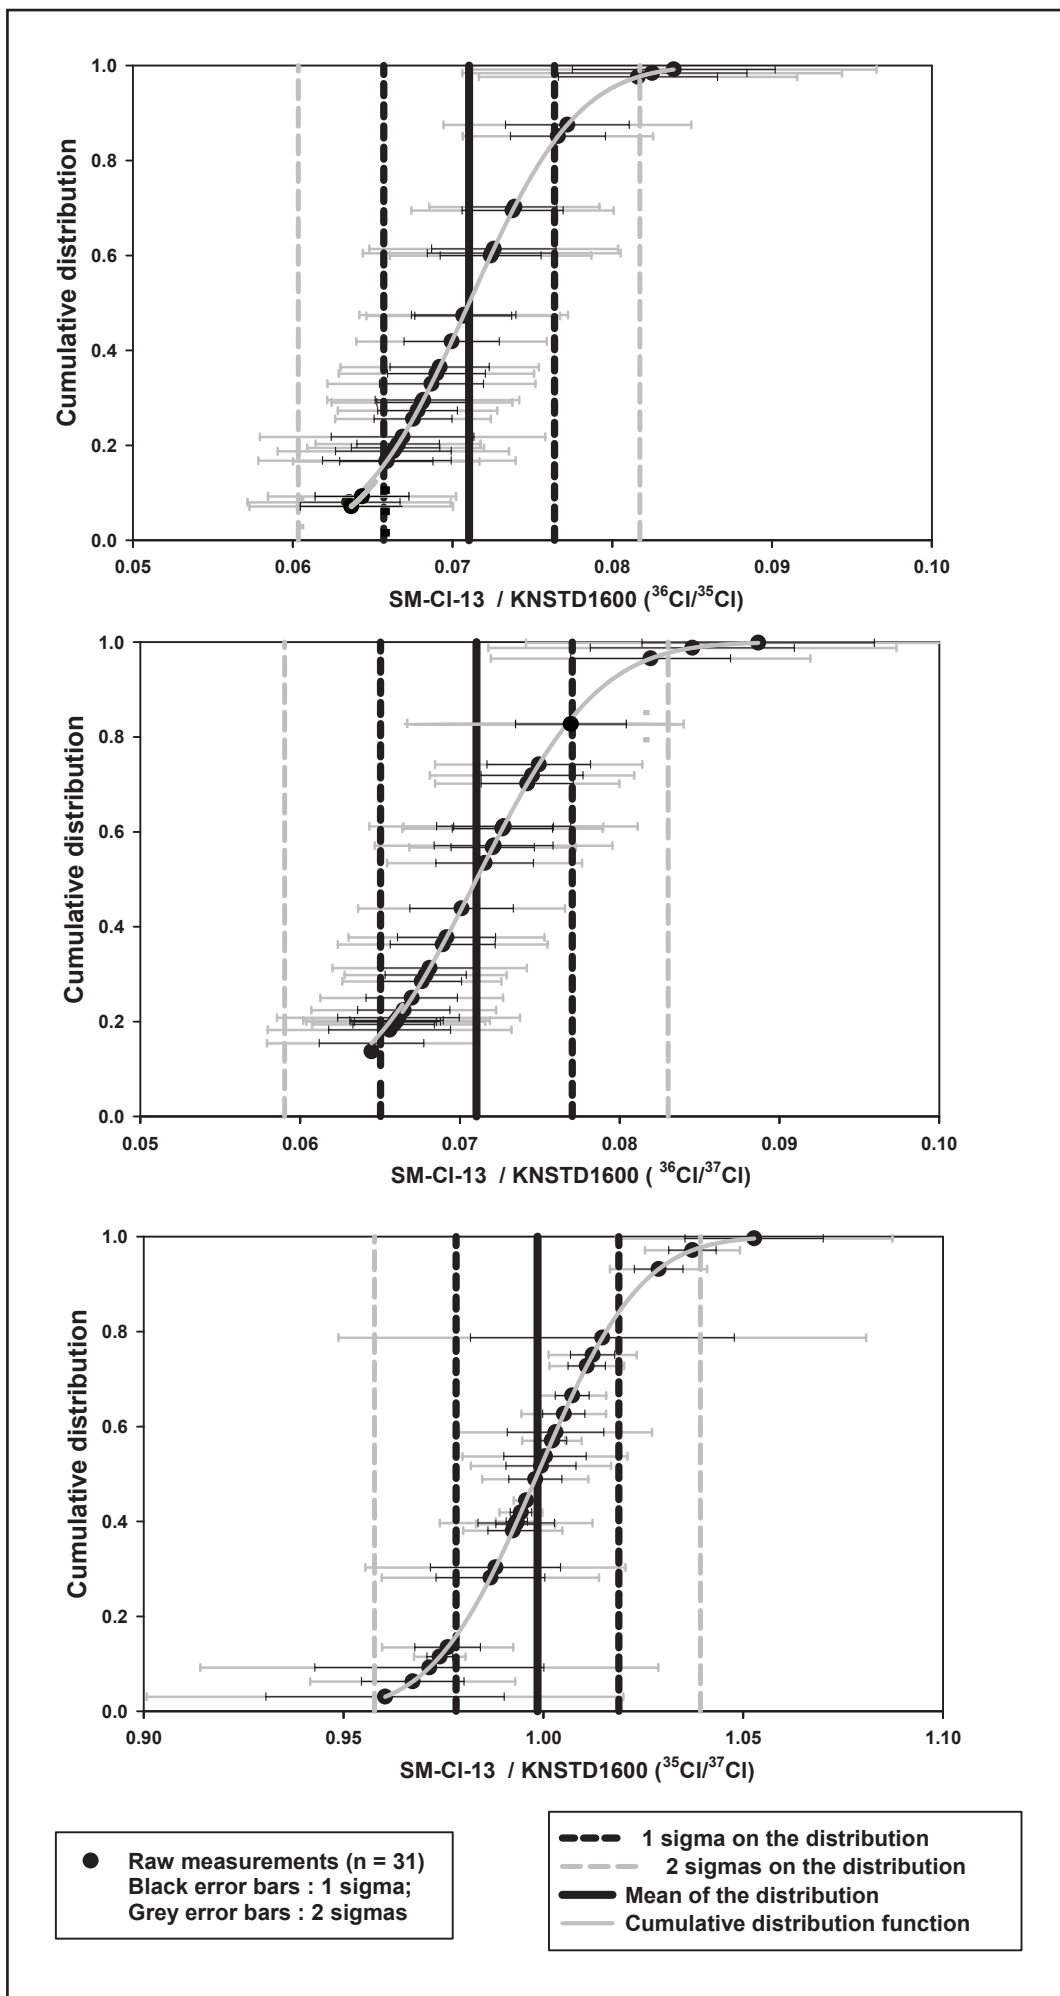 1.0
0.8
0.6
0.4
0.2
0.0
Cumulative distribution
0.05 0.06 0.07 0.08 0.09 0.10
SM-Cl-13 / KNSTD1600 (³⁶Cl/³⁵Cl)
1.0
0.8
0.6
0.4
0.2
0.0
Cumulative distribution
0.05 0.06 0.07 0.08 0.09 0.10
SM-Cl-13 / KNSTD1600 ( ³⁶Cl/³⁷Cl)
1.0
0.8
0.6
0.4
0.2
0.0
Cumulative distribution
0.90 0.95 1.00 1.05 1.10
SM-Cl-13 / KNSTD1600 (³⁵Cl/³⁷Cl)
Raw measurements (n = 31)
Black error bars : 1 sigma;
Grey error bars : 2 sigmas
1 sigma on the distribution
2 sigmas on the distribution
Mean of the distribution
Cumulative distribution function